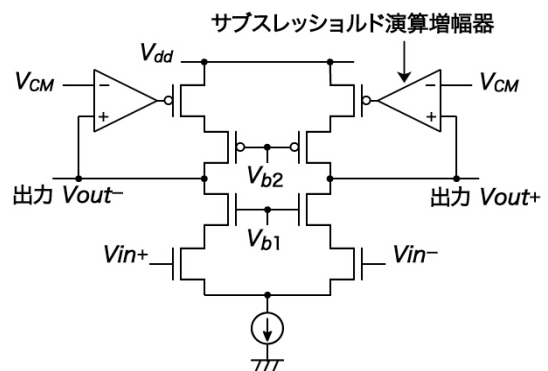 サブスレッショルド演算増幅器
Vdd
VCM
−
+
−
+
VCM
Vb2
出力 Vout−
出力 Vout+
Vb1
Vin+
Vin−